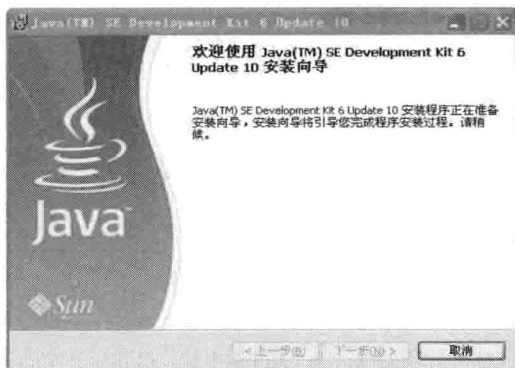 Java(TM) SE Development Kit 6 Update 10
欢迎使用 Java(TM) SE Development Kit 6
Update 10 安装向导
Java(TM) SE Development Kit 6 Update 10 安装程序正在准备
安装向导，安装向导将引导您完成程序安装过程。请稍
候。
Java
Sun
<上一步(B) 下一步(N)> 取消